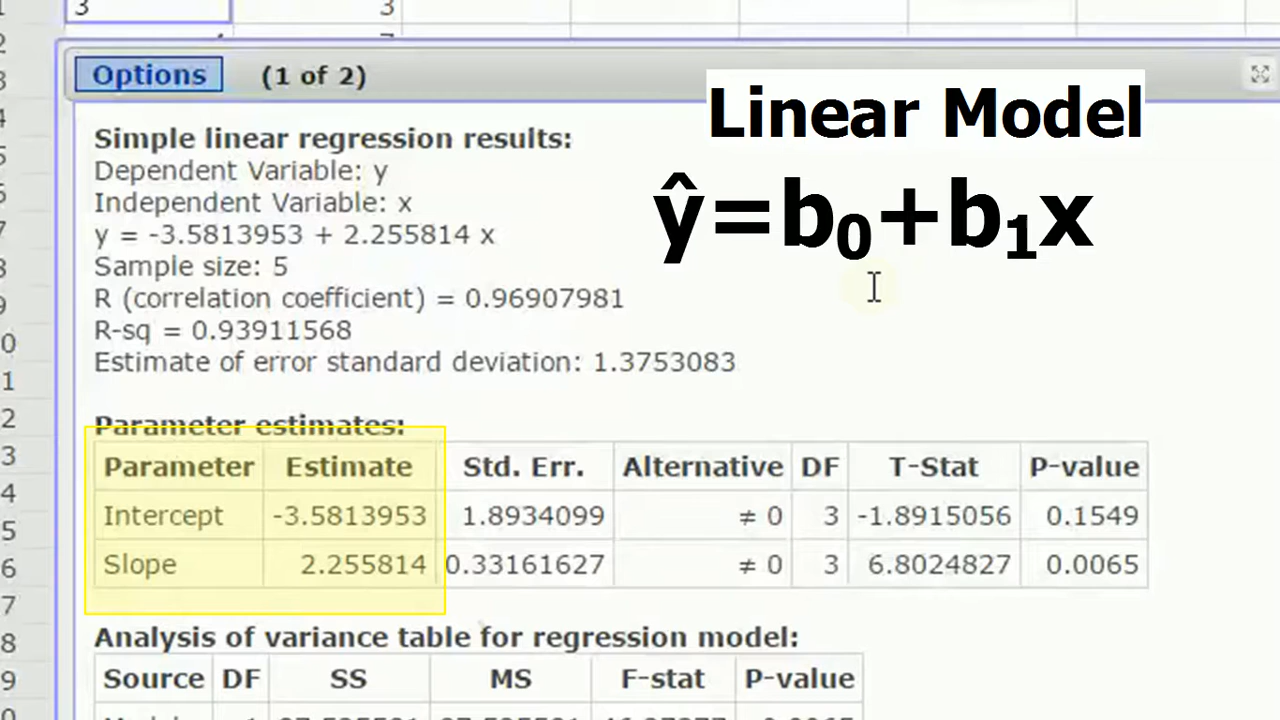 3 3
Options (1 of 2)
Linear Model
ŷ=b₀+b₁x
Simple linear regression results:
Dependent Variable: y
Independent Variable: x
y = -3.5813953 + 2.255814 x
Sample size: 5
R (correlation coefficient) = 0.96907981
R-sq = 0.93911568
Estimate of error standard deviation: 1.3753083
Parameter estimates:
Parameter Estimate Std. Err. Alternative DF T-Stat P-value
Intercept -3.5813953 1.8934099 ≠ 0 3 -1.8915056 0.1549
Slope 2.255814 0.33161627 ≠ 0 3 6.8024827 0.0065
Analysis of variance table for regression model:
Source DF SS MS F-stat P-value